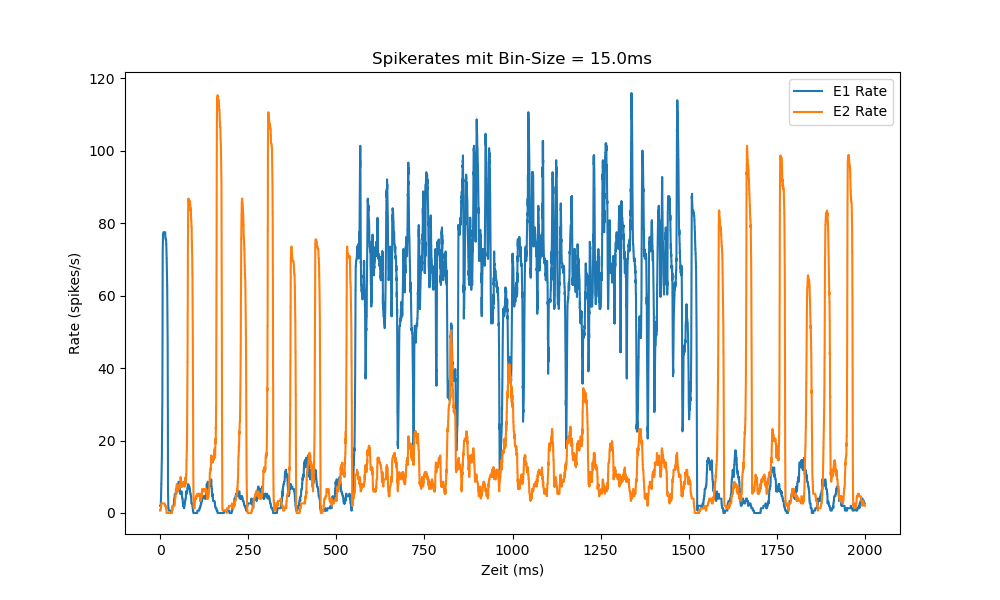 Spikerates mit Bin-Size = 15.0ms
E1 Rate
E2 Rate
120
100
80
60
40
20
0
Rate (spikes/s)
0 250 500 750 1000 1250 1500 1750 2000
Zeit (ms)